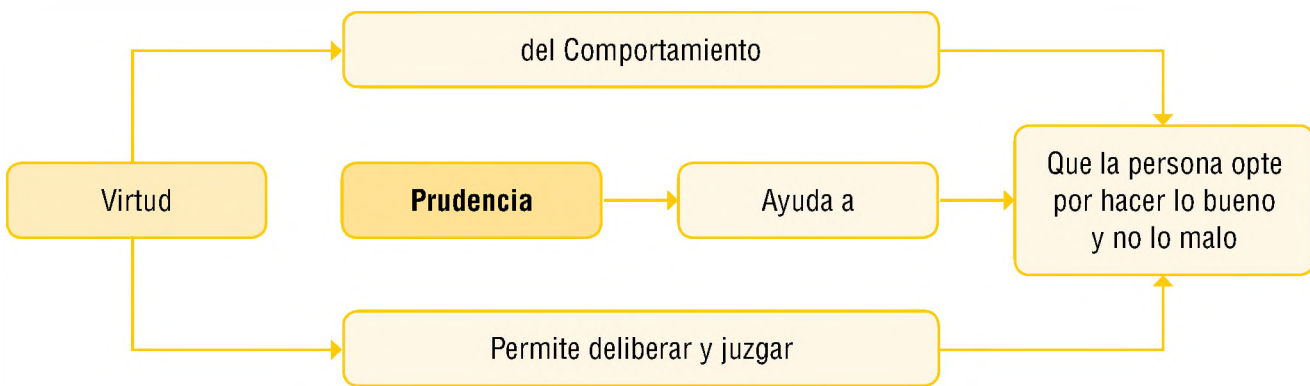 del Comportamiento
Virtud
Prudencia
Ayuda a
Que la persona opte
por hacer lo bueno
y no lo malo
Permite deliberar y juzgar